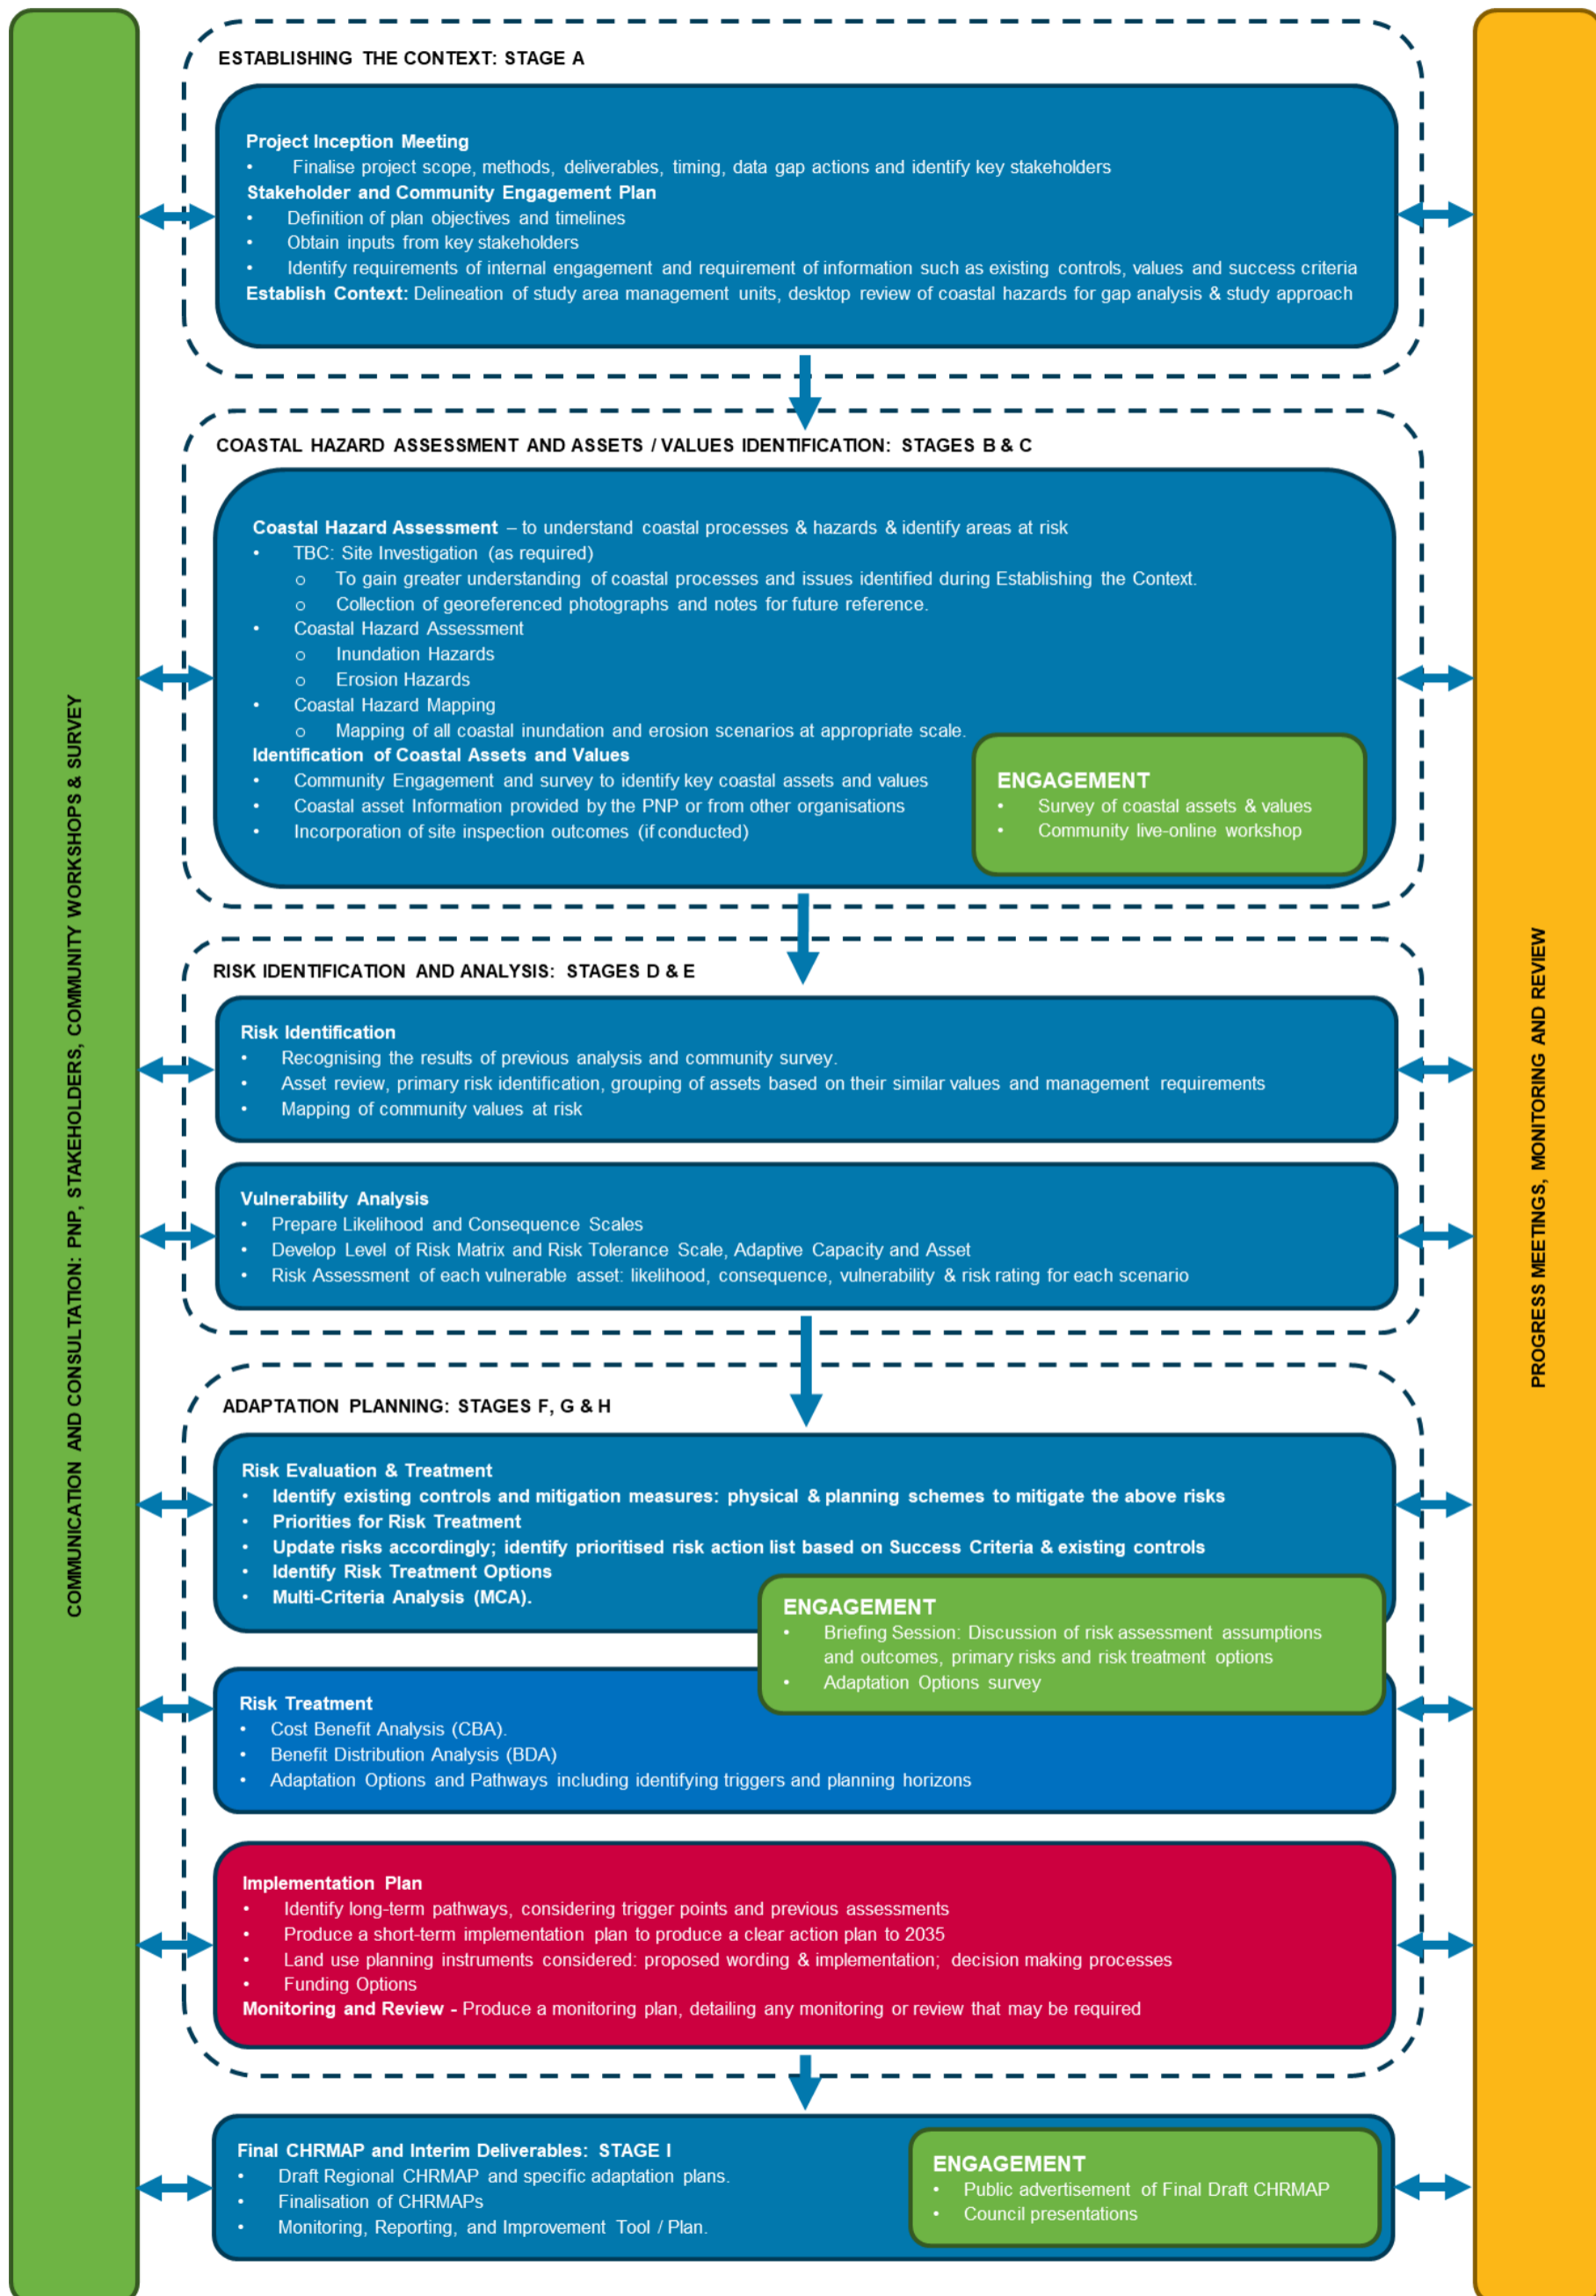 COMMUNICATION AND CONSULTATION: PNP, STAKEHOLDERS, COMMUNITY WORKSHOPS & SURVEY
ESTABLISHING THE CONTEXT: STAGE A
Project Inception Meeting
• Finalise project scope, methods, deliverables, timing, data gap actions and identify key stakeholders
Stakeholder and Community Engagement Plan
• Definition of plan objectives and timelines
• Obtain inputs from key stakeholders
• Identify requirements of internal engagement and requirement of information such as existing controls, values and success criteria
Establish Context: Delineation of study area management units, desktop review of coastal hazards for gap analysis & study approach
COASTAL HAZARD ASSESSMENT AND ASSETS / VALUES IDENTIFICATION: STAGES B & C
Coastal Hazard Assessment – to understand coastal processes & hazards & identify areas at risk
• TBC: Site Investigation (as required)
o To gain greater understanding of coastal processes and issues identified during Establishing the Context.
o Collection of georeferenced photographs and notes for future reference.
• Coastal Hazard Assessment
o Inundation Hazards
o Erosion Hazards
• Coastal Hazard Mapping
o Mapping of all coastal inundation and erosion scenarios at appropriate scale.
Identification of Coastal Assets and Values
• Community Engagement and survey to identify key coastal assets and values
• Coastal asset Information provided by the PNP or from other organisations
• Incorporation of site inspection outcomes (if conducted)
ENGAGEMENT
• Survey of coastal assets & values
• Community live-online workshop
RISK IDENTIFICATION AND ANALYSIS: STAGES D & E
Risk Identification
• Recognising the results of previous analysis and community survey.
• Asset review, primary risk identification, grouping of assets based on their similar values and management requirements
• Mapping of community values at risk
Vulnerability Analysis
• Prepare Likelihood and Consequence Scales
• Develop Level of Risk Matrix and Risk Tolerance Scale, Adaptive Capacity and Asset
• Risk Assessment of each vulnerable asset: likelihood, consequence, vulnerability & risk rating for each scenario
ADAPTATION PLANNING: STAGES F, G & H
Risk Evaluation & Treatment
• Identify existing controls and mitigation measures: physical & planning schemes to mitigate the above risks
• Priorities for Risk Treatment
• Update risks accordingly; identify prioritised risk action list based on Success Criteria & existing controls
• Identify Risk Treatment Options
• Multi-Criteria Analysis (MCA).
ENGAGEMENT
• Briefing Session: Discussion of risk assessment assumptions
and outcomes, primary risks and risk treatment options
• Adaptation Options survey
Risk Treatment
• Cost Benefit Analysis (CBA).
• Benefit Distribution Analysis (BDA)
• Adaptation Options and Pathways including identifying triggers and planning horizons
Implementation Plan
• Identify long-term pathways, considering trigger points and previous assessments
• Produce a short-term implementation plan to produce a clear action plan to 2035
• Land use planning instruments considered: proposed wording & implementation; decision making processes
• Funding Options
Monitoring and Review - Produce a monitoring plan, detailing any monitoring or review that may be required
Final CHRMAP and Interim Deliverables: STAGE I
• Draft Regional CHRMAP and specific adaptation plans.
• Finalisation of CHRMAPs
• Monitoring, Reporting, and Improvement Tool / Plan.
ENGAGEMENT
• Public advertisement of Final Draft CHRMAP
• Council presentations
PROGRESS MEETINGS, MONITORING AND REVIEW